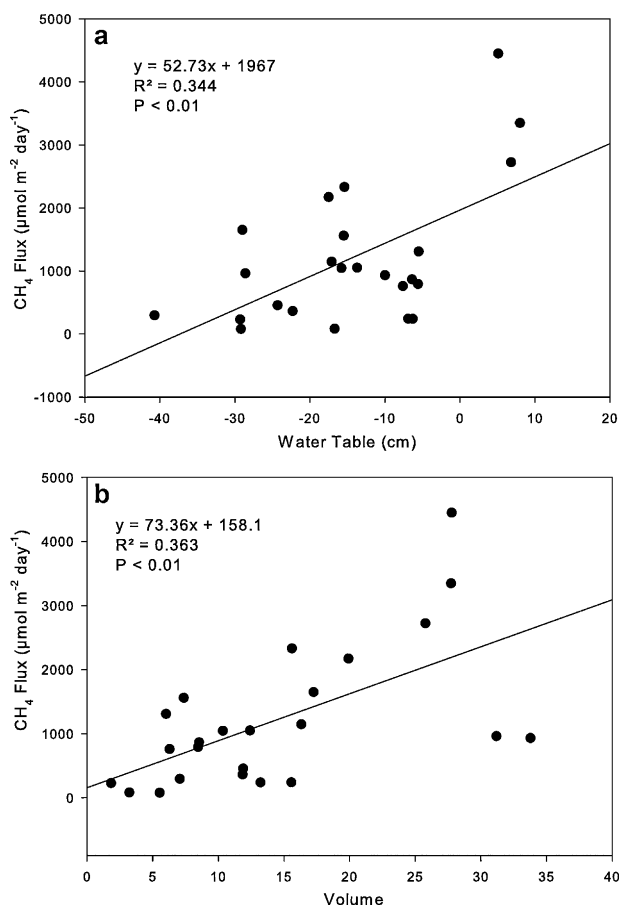 a
y = 52.73x + 1967
R² = 0.344
P < 0.01
CH₄ Flux (µmol m⁻² day⁻¹)
5000
4000
3000
2000
1000
0
-1000
-50 -40 -30 -20 -10 0 10 20
Water Table (cm)
b
y = 73.36x + 158.1
R² = 0.363
P < 0.01
CH₄ Flux (µmol m⁻² day⁻¹)
5000
4000
3000
2000
1000
0
0 5 10 15 20 25 30 35 40
Volume